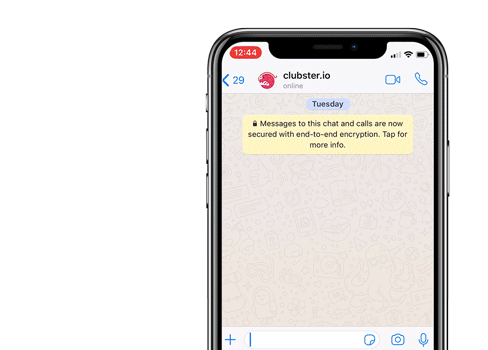 12:44
29
clubster.io
online
Tuesday
Messages to this chat and calls are now
secured with end-to-end encryption. Tap for
more info.